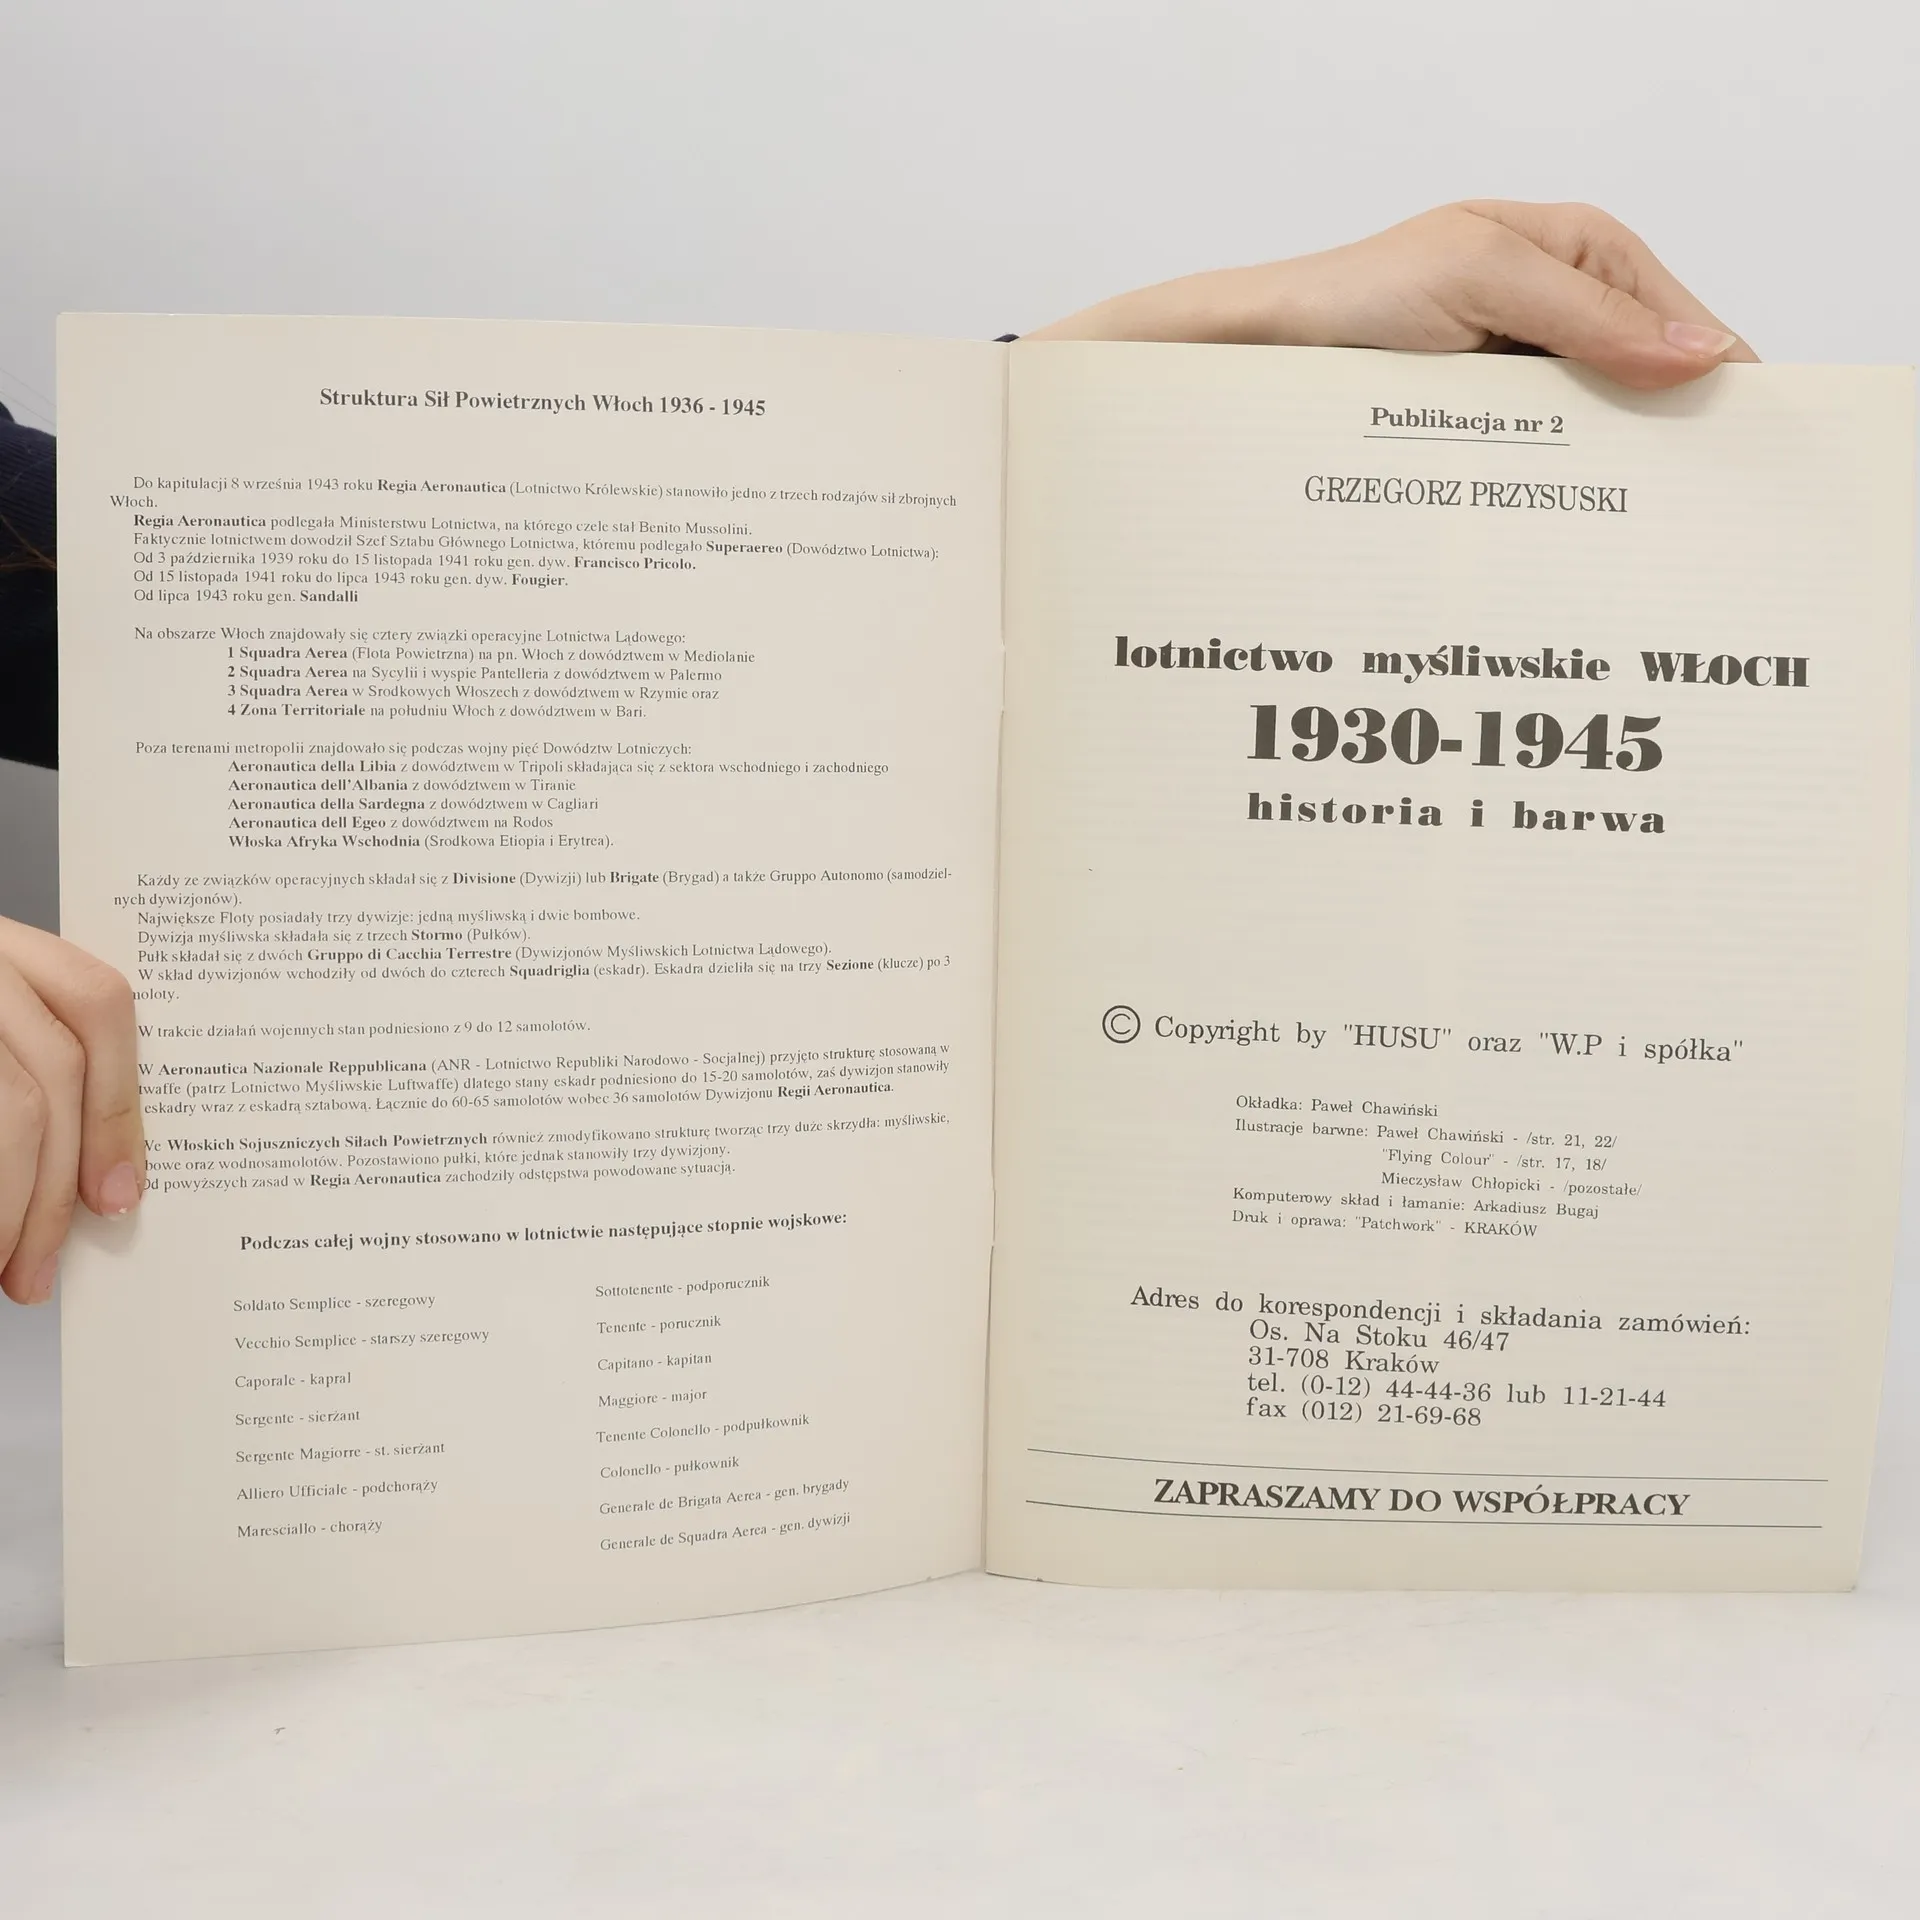 Struktura Sił Powietrznych Włoch 1936 - 1945
Do kapitulacji 8 września 1943 roku Regia Aeronautica (Lotnictwo Królewskie) stanowiło jedno z trzech rodzajów sił zbrojnych
Włoch.
Regia Aeronautica podlegała Ministerstwu Lotnictwa, na którego czele stał Benito Mussolini.
Faktycznie lotnictwem dowodził Szef Sztabu Głównego Lotnictwa, któremu podlegało Superaereo (Dowództwo Lotnictwa):
Od 3 października 1939 roku do 15 listopada 1941 roku gen. dyw. Francisco Pricolo.
Od 15 listopada 1941 roku do lipca 1943 roku gen. dyw. Fougier.
Od lipca 1943 roku gen. Sandalli
Na obszarze Włoch znajdowały się cztery związki operacyjne Lotnictwa Lądowego:
1 Squadra Aerea (Flota Powietrzna) na pn. Włoch z dowództwem w Mediolanie
2 Squadra Aerea na Sycylii i wyspie Pantelleria z dowództwem w Palermo
3 Squadra Aerea w Srodkowych Włoszech z dowództwem w Rzymie oraz
4 Zona Territoriale na południu Włoch z dowództwem w Bari.
Poza terenami metropolii znajdowało się podczas wojny pięć Dowództw Lotniczych:
Aeronautica della Libia z dowództwem w Tripoli składająca się z sektora wschodniego i zachodniego
Aeronautica dell'Albania z dowództwem w Tiranie
Aeronautica della Sardegna z dowództwem w Cagliari
Aeronautica dell Egeo z dowództwem na Rodos
Włoska Afryka Wschodnia (Srodkowa Etiopia i Erytrea).
Każdy ze związków operacyjnych składał się z Divisione (Dywizji) lub Brigate (Brygad) a także Gruppo Autonomo (samodziel-
nych dywizjonów).
Największe Floty posiadały trzy dywizje: jedną myśliwską i dwie bombowe.
Dywizja myśliwska składała się z trzech Stormo (Pułków).
Pułk składał się z dwóch Gruppo di Cacchia Terrestre (Dywizjonów Myśliwskich Lotnictwa Lądowego).
W skład dywizjonów wchodziły od dwóch do czterech Squadriglia (eskadr). Eskadra dzieliła się na trzy Sezione (klucze) po 3
moloty.
W trakcie działań wojennych stan podniesiono z 9 do 12 samolotów.
W Aeronautica Nazionale Reppublicana (ANR - Lotnictwo Republiki Narodowo - Socjalnej) przyjęto strukturę stosowaną w
twaffe (patrz Lotnictwo Myśliwskie Luftwaffe) dlatego stany eskadr podniesiono do 15-20 samolotów, zaś dywizjon stanowiły
eskadry wraz z eskadrą sztabową. Łącznie do 60-65 samolotów wobec 36 samolotów Dywizjonu Regii Aeronautica.
We Włoskich Sojuszniczych Siłach Powietrznych również zmodyfikowano strukturę tworząc trzy duże skrzydła: myśliwskie,
bowe oraz wodnosamolotów. Pozostawiono pułki, które jednak stanowiły trzy dywizjony.
Od powyższych zasad w Regia Aeronautica zachodziły odstępstwa powodowane sytuacją.
Podczas całej wojny stosowano w lotnictwie następujące stopnie wojskowe:
Soldato Semplice - szeregowy
Vecchio Semplice - starszy szeregowy
Caporale - kapral
Sergente - sierżant
Sergente Magiorre - st. sierżant
Alliero Ufficiale - podchorąży
Maresciallo - chorąży
Sottotenente - podporucznik
Tenente - porucznik
Capitano - kapitan
Maggiore - major
Tenente Colonello - podpułkownik
Colonello - pułkownik
Generale de Brigata Aerea - gen. brygady
Generale de Squadra Aerea - gen. dywizji
Publikacja nr 2
GRZEGORZ PRZYSUSKI
lotnictwo myśliwskie WŁOCH
1930-1945
historia i barwa
© Copyright by "HUSU" oraz "W.P i spółka"
Okładka: Paweł Chawiński
Ilustracje barwne: Paweł Chawiński - /str. 21, 22/
"Flying Colour" - /str. 17, 18/
Mieczysław Chłopicki - /pozostałe/
Komputerowy skład i łamanie: Arkadiusz Bugaj
Druk i oprawa: "Patchwork" - KRAKÓW
Adres do korespondencji i składania zamówień:
Os. Na Stoku 46/47
31-708 Kraków
tel. (0-12) 44-44-36 lub 11-21-44
fax (012) 21-69-68
ZAPRASZAMY DO WSPÓŁPRACY